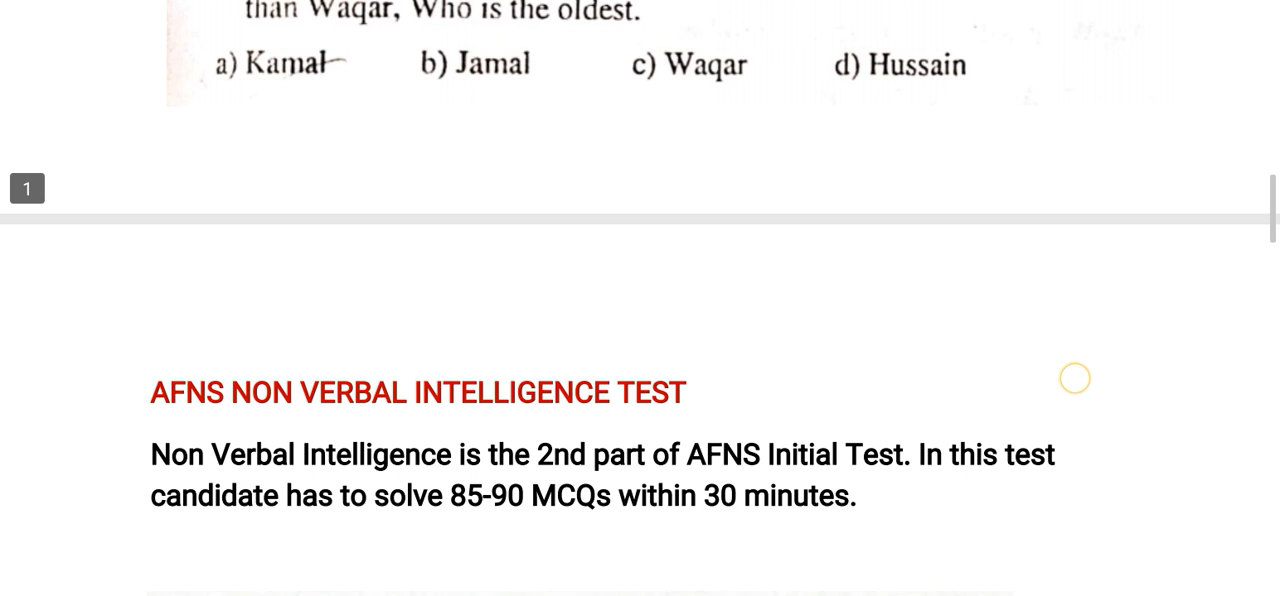 than Waqar, Who is the oldest.
a) Kamal b) Jamal c) Waqar d) Hussain
1
AFNS NON VERBAL INTELLIGENCE TEST
Non Verbal Intelligence is the 2nd part of AFNS Initial Test. In this test
candidate has to solve 85-90 MCQs within 30 minutes.